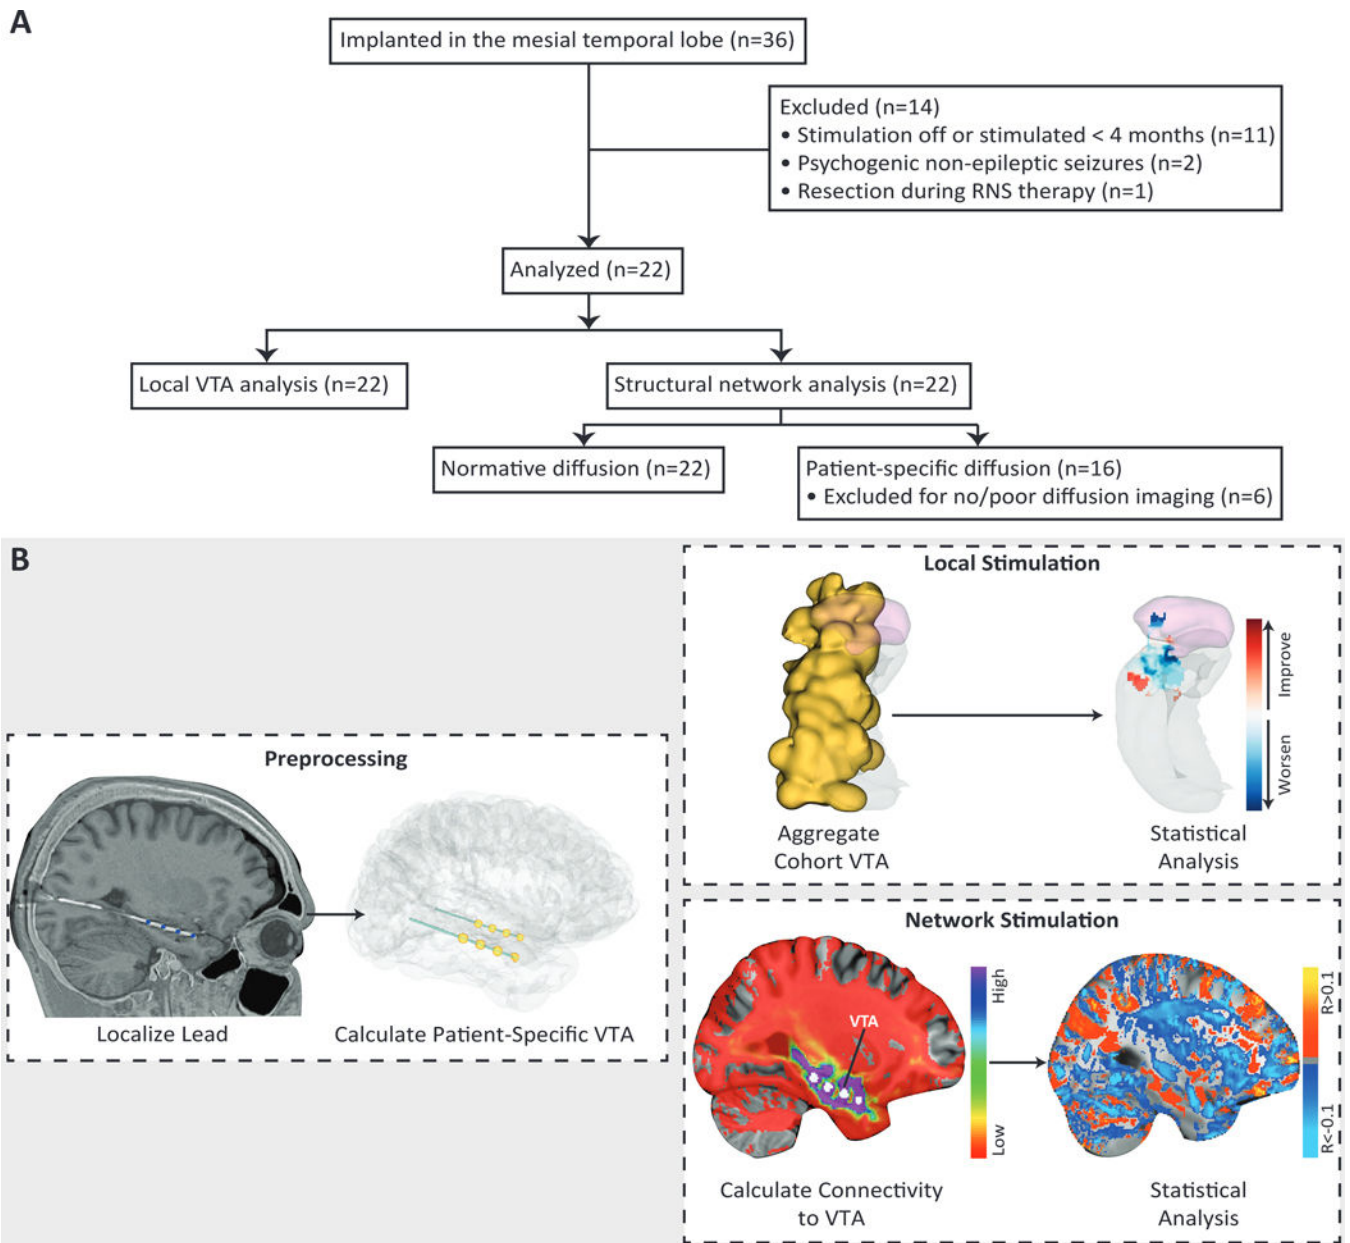 A
Implanted in the mesial temporal lobe (n=36)
Excluded (n=14)
• Stimulation off or stimulated < 4 months (n=11)
• Psychogenic non-epileptic seizures (n=2)
• Resection during RNS therapy (n=1)
Analyzed (n=22)
Local VTA analysis (n=22)
Structural network analysis (n=22)
Normative diffusion (n=22)
Patient-specific diffusion (n=16)
• Excluded for no/poor diffusion imaging (n=6)
B
Preprocessing
Localize Lead
Calculate Patient-Specific VTA
Local Stimulation
Improve
Worsen
Aggregate
Cohort VTA
Statistical
Analysis
Network Stimulation
VTA
High
Low
R>0.1
R<-0.1
Calculate Connectivity
to VTA
Statistical
Analysis